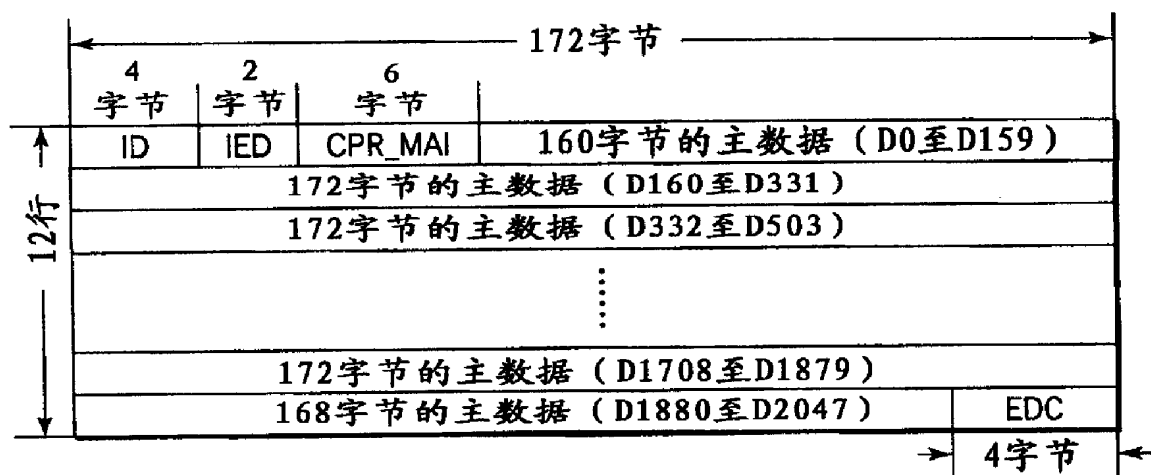 172字节
4 2 6
字节 字节 字节
ID IED CPR_MAI 160字节的主数据（D0至D159）
172字节的主数据（D160至D331）
172字节的主数据（D332至D503）
12行
172字节的主数据（D1708至D1879）
168字节的主数据（D1880至D2047） EDC
4字节